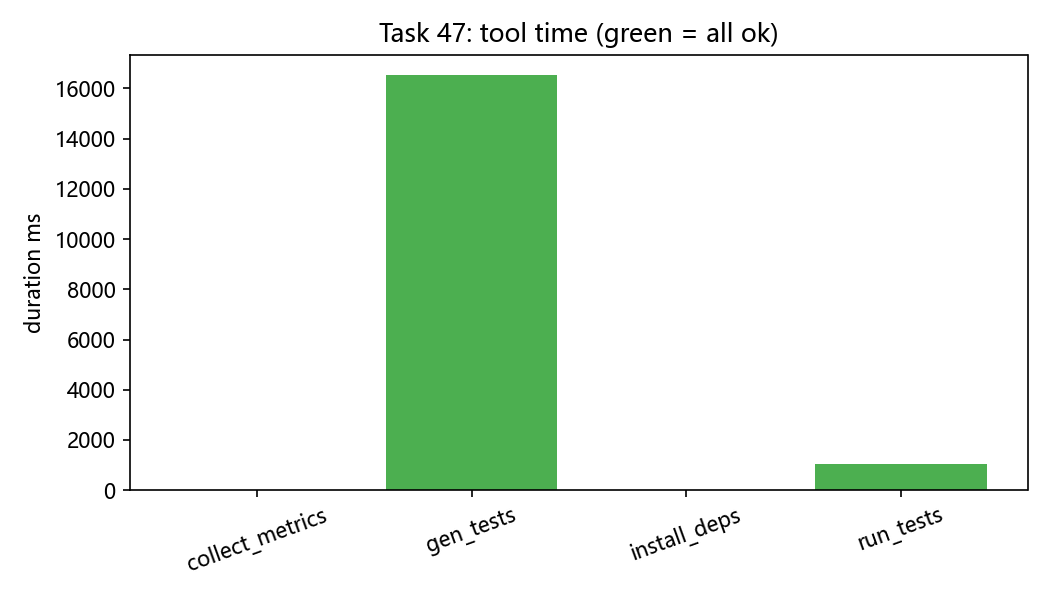 Task 47: tool time (green = all ok)
duration ms
16000
14000
12000
10000
8000
6000
4000
2000
0
collect_metrics
gen_tests
install_deps
run_tests